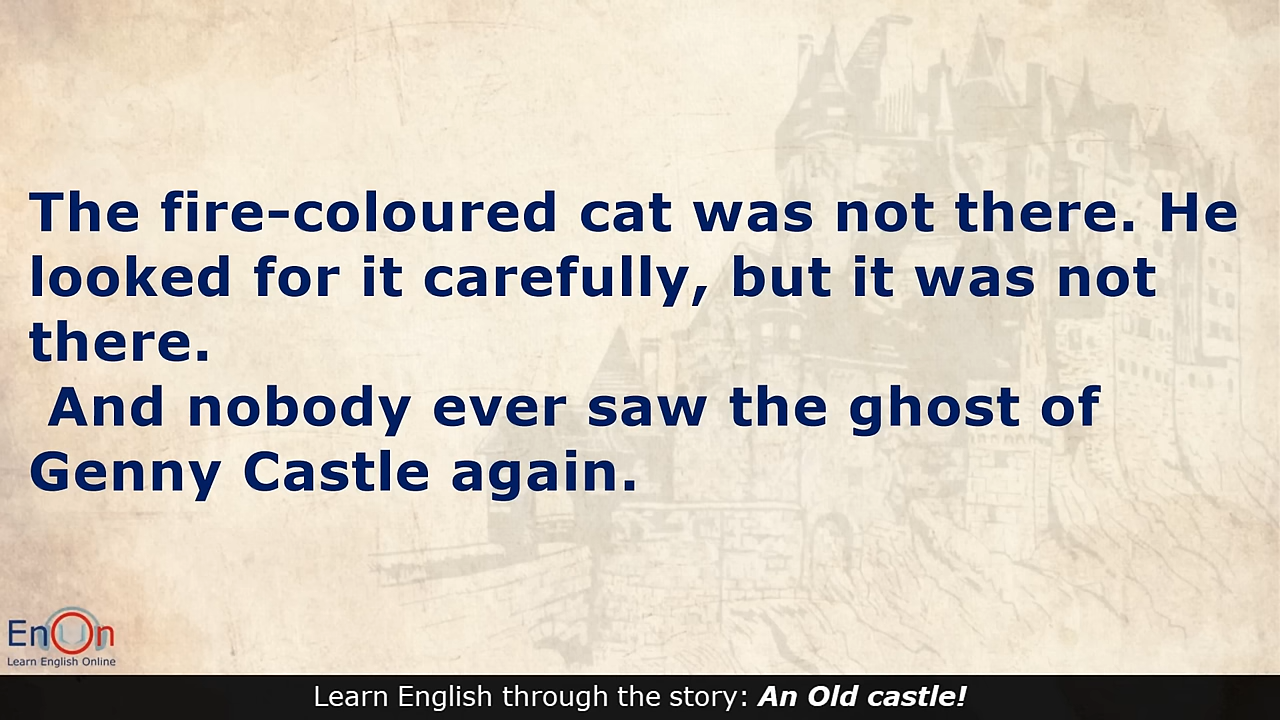 The fire-coloured cat was not there. He
looked for it carefully, but it was not
there.
And nobody ever saw the ghost of
Genny Castle again.
EnOn
Learn English Online
Learn English through the story: An Old castle!